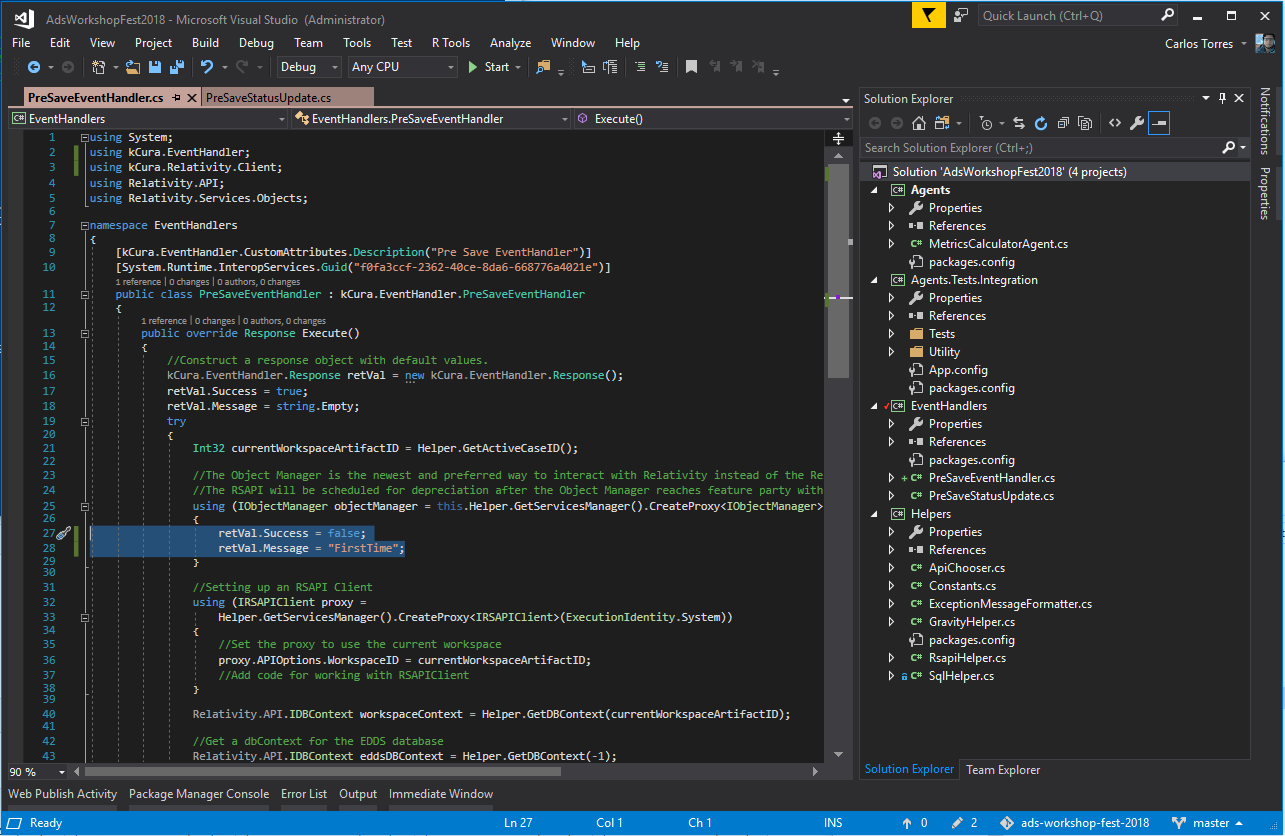 AdsWorkshopFest2018 - Microsoft Visual Studio (Administrator)
Quick Launch (Ctrl+Q)
File Edit View Project Build Debug Team Tools Test R Tools Analyze Window Help
Carlos Torres
Debug Any CPU Start
PreSaveEventHandler.cs PreSaveStatusUpdate.cs
EventHandlers EventHandlers.PreSaveEventHandler Execute()
1 using System;
2 using kCura.EventHandler;
3 using kCura.Relativity.Client;
4 using Relativity.API;
5 using Relativity.Services.Objects;
6
7 namespace EventHandlers
8 {
9 [kCura.EventHandler.CustomAttributes.Description("Pre Save EventHandler")]
10 [System.Runtime.InteropServices.Guid("f0fa3ccf-2362-40ce-8da6-668776a4021e")]
1 reference | 0 changes | 0 authors, 0 changes
11 public class PreSaveEventHandler : kCura.EventHandler.PreSaveEventHandler
12 {
1 reference | 0 changes | 0 authors, 0 changes
13 public override Response Execute()
14 {
15 //Construct a response object with default values.
16 kCura.EventHandler.Response retVal = new kCura.EventHandler.Response();
17 retVal.Success = true;
18 retVal.Message = string.Empty;
19 try
20 {
21 Int32 currentWorkspaceArtifactID = Helper.GetActiveCaseID();
22
23 //The Object Manager is the newest and preferred way to interact with Relativity instead of the Re
24 //The RSAPI will be scheduled for depreciation after the Object Manager reaches feature party with
25 using (IObjectManager objectManager = this.Helper.GetServicesManager().CreateProxy<IObjectManager>
26 {
27 retVal.Success = false;
28 retVal.Message = "FirstTime";
29 }
30
31 //Setting up an RSAPI Client
32 using (IRSAPIClient proxy =
33 Helper.GetServicesManager().CreateProxy<IRSAPIClient>(ExecutionIdentity.System))
34 {
35 //Set the proxy to use the current workspace
36 proxy.APIOptions.WorkspaceID = currentWorkspaceArtifactID;
37 //Add code for working with RSAPIClient
38 }
39
40 Relativity.API.IDBContext workspaceContext = Helper.GetDBContext(currentWorkspaceArtifactID);
41
42 //Get a dbContext for the EDDS database
43 Relativity.API.IDBContext eddsDBContext = Helper.GetDBContext(-1);
90 %
Solution Explorer
Search Solution Explorer (Ctrl+;)
Solution 'AdsWorkshopFest2018' (4 projects)
C# Agents
Properties
References
C# MetricsCalculatorAgent.cs
packages.config
C# Agents.Tests.Integration
Properties
References
Tests
Utility
App.config
packages.config
C# EventHandlers
Properties
References
packages.config
C# PreSaveEventHandler.cs
C# PreSaveStatusUpdate.cs
C# Helpers
Properties
References
C# ApiChooser.cs
C# Constants.cs
C# ExceptionMessageFormatter.cs
C# GravityHelper.cs
packages.config
C# RsapiHelper.cs
C# SqlHelper.cs
Solution Explorer Team Explorer
Notifications
Properties
Web Publish Activity Package Manager Console Error List Output Immediate Window
Ready Ln 27 Col 1 Ch 1 INS 0 2 ads-workshop-fest-2018 master